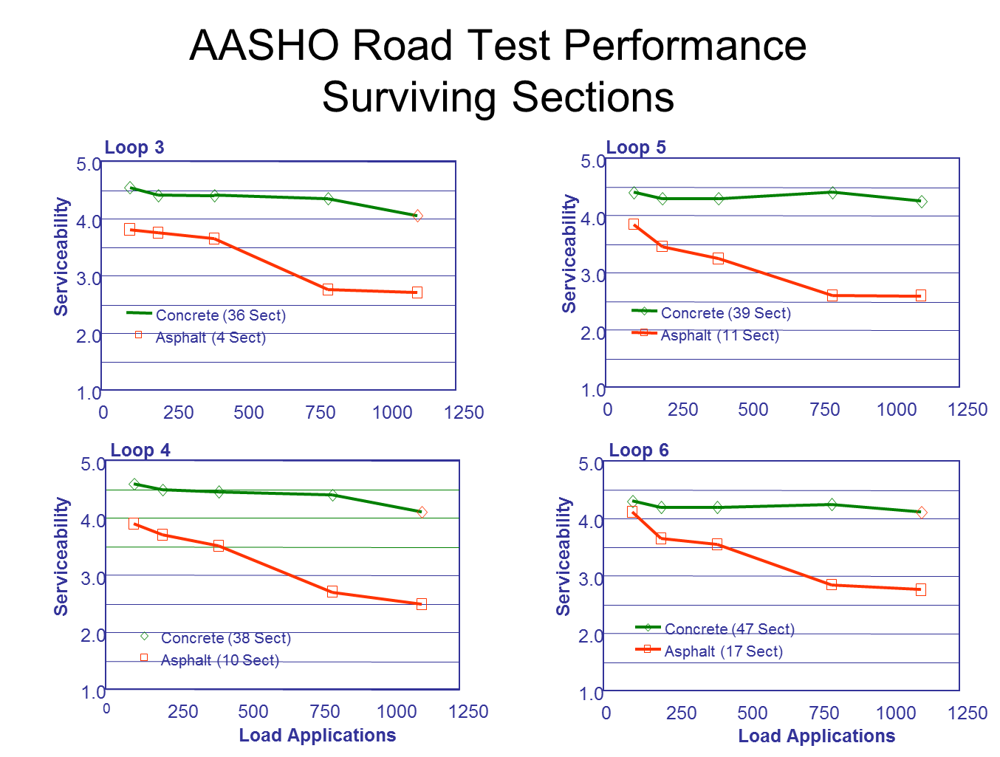 AASHO Road Test Performance
Surviving Sections
Loop 3
5.0
4.0
3.0
2.0
1.0
Serviceability
Concrete (36 Sect)
Asphalt (4 Sect)
0 250 500 750 1000 1250
Loop 5
5.0
4.0
3.0
2.0
1.0
Serviceability
Concrete (39 Sect)
Asphalt (11 Sect)
0 250 500 750 1000 1250
Loop 4
5.0
4.0
3.0
2.0
1.0
Serviceability
Concrete (38 Sect)
Asphalt (10 Sect)
0 250 500 750 1000 1250
Load Applications
Loop 6
5.0
4.0
3.0
2.0
1.0
Serviceability
Concrete (47 Sect)
Asphalt (17 Sect)
0 250 500 750 1000 1250
Load Applications